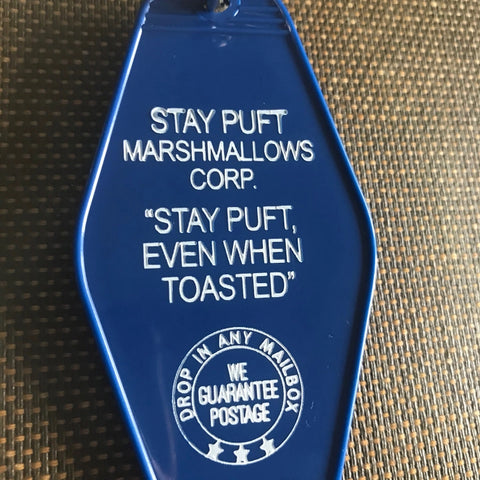 STAY PUFT
MARSHMALLOWS
CORP.
“STAY PUFT,
EVEN WHEN
TOASTED”
DROP IN ANY MAILBOX
WE
GUARANTEE
POSTAGE